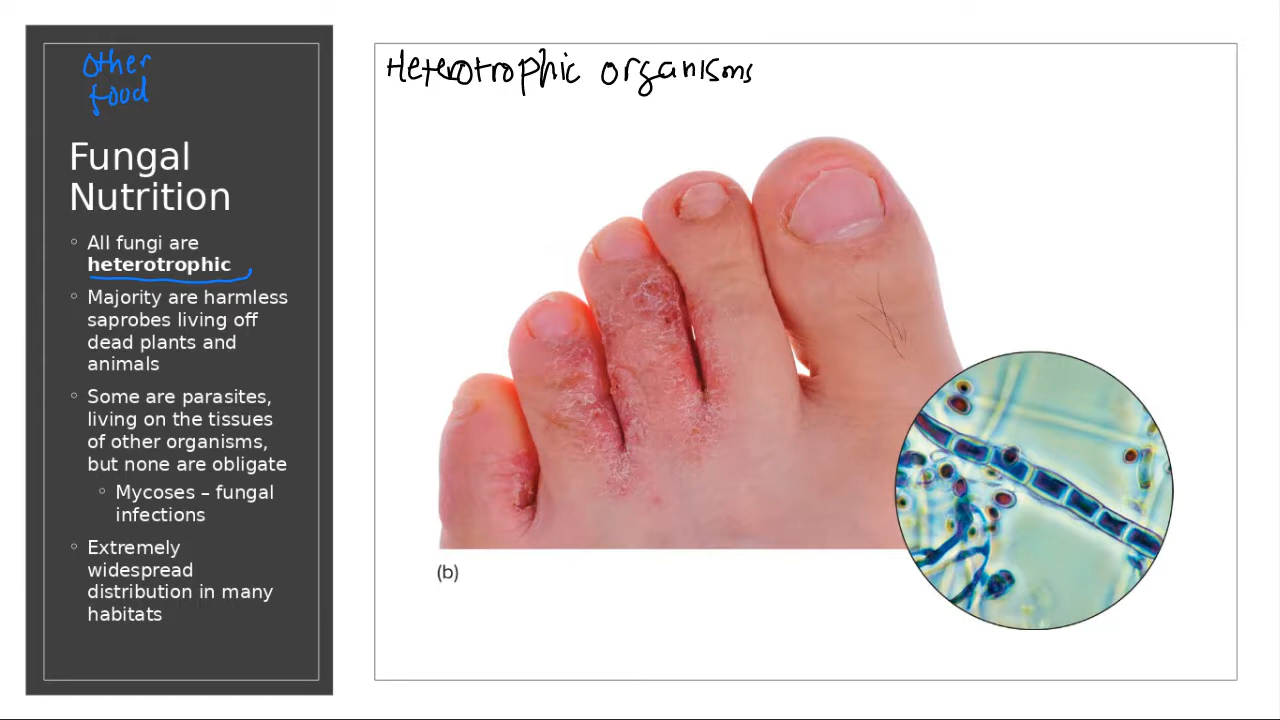 other
food
Fungal
Nutrition
◦ All fungi are
heterotrophic
◦ Majority are harmless
saprobes living off
dead plants and
animals
◦ Some are parasites,
living on the tissues
of other organisms,
but none are obligate
◦ Mycoses – fungal
infections
◦ Extremely
widespread
distribution in many
habitats
Heterotrophic organisms
(b)